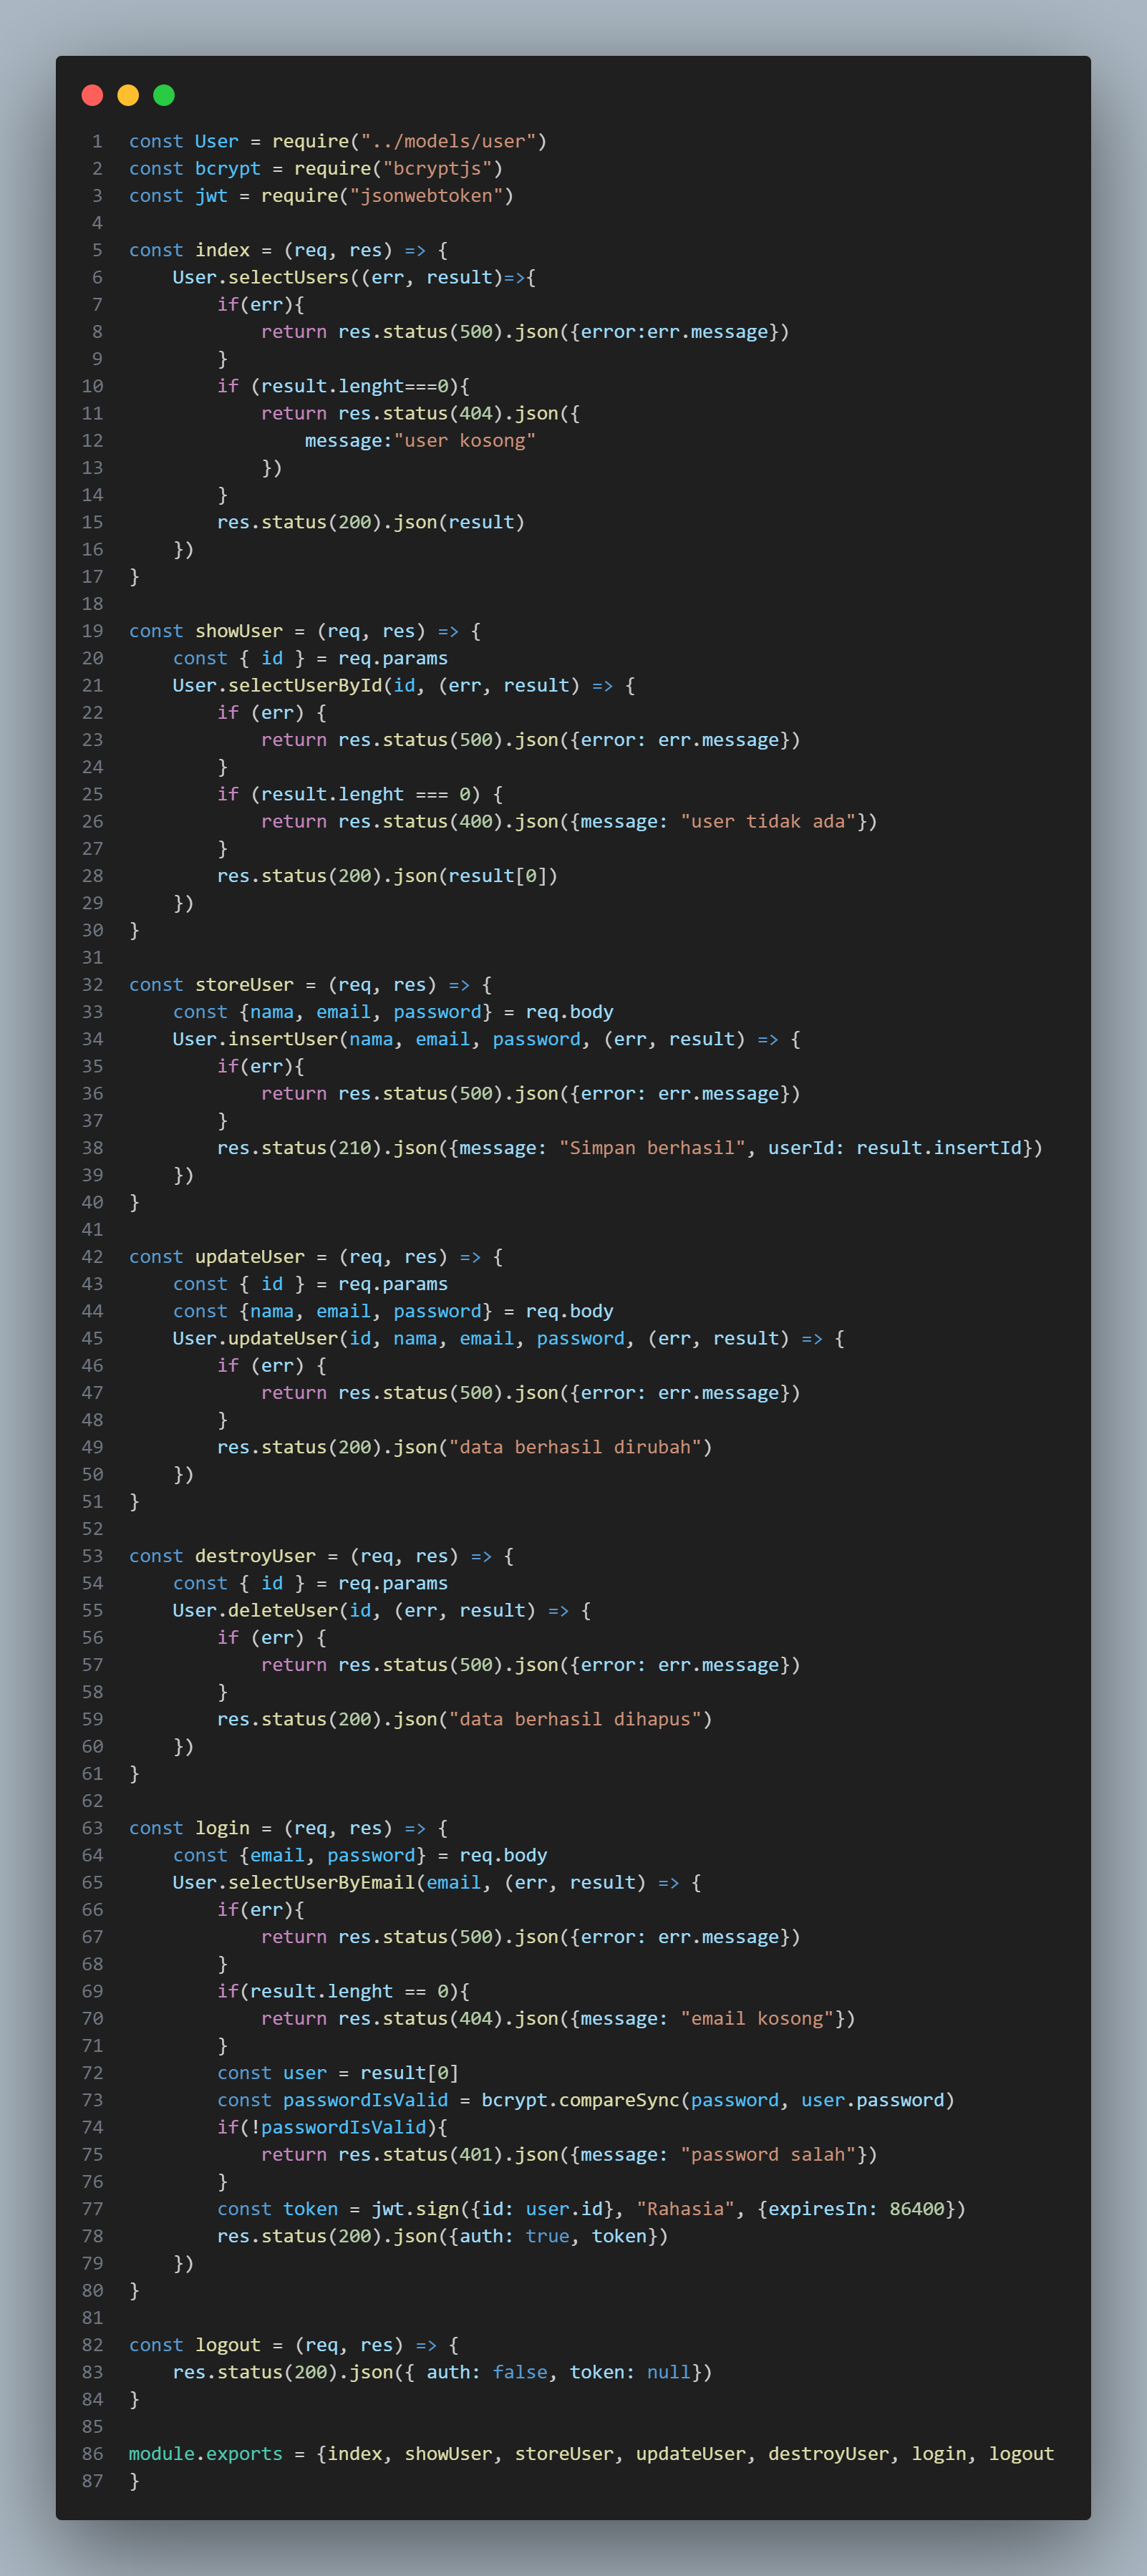 1 const User = require("../models/user")
2 const bcrypt = require("bcryptjs")
3 const jwt = require("jsonwebtoken")
4
5 const index = (req, res) => {
6     User.selectUsers((err, result)=>{
7         if(err){
8             return res.status(500).json({error:err.message})
9         }
10         if (result.lenght===0){
11             return res.status(404).json({
12                 message:"user kosong"
13             })
14         }
15         res.status(200).json(result)
16     })
17 }
18
19 const showUser = (req, res) => {
20     const { id } = req.params
21     User.selectUserById(id, (err, result) => {
22         if (err) {
23             return res.status(500).json({error: err.message})
24         }
25         if (result.lenght === 0) {
26             return res.status(400).json({message: "user tidak ada"})
27         }
28         res.status(200).json(result[0])
29     })
30 }
31
32 const storeUser = (req, res) => {
33     const {nama, email, password} = req.body
34     User.insertUser(nama, email, password, (err, result) => {
35         if(err){
36             return res.status(500).json({error: err.message})
37         }
38         res.status(210).json({message: "Simpan berhasil", userId: result.insertId})
39     })
40 }
41
42 const updateUser = (req, res) => {
43     const { id } = req.params
44     const {nama, email, password} = req.body
45     User.updateUser(id, nama, email, password, (err, result) => {
46         if (err) {
47             return res.status(500).json({error: err.message})
48         }
49         res.status(200).json("data berhasil dirubah")
50     })
51 }
52
53 const destroyUser = (req, res) => {
54     const { id } = req.params
55     User.deleteUser(id, (err, result) => {
56         if (err) {
57             return res.status(500).json({error: err.message})
58         }
59         res.status(200).json("data berhasil dihapus")
60     })
61 }
62
63 const login = (req, res) => {
64     const {email, password} = req.body
65     User.selectUserByEmail(email, (err, result) => {
66         if(err){
67             return res.status(500).json({error: err.message})
68         }
69         if(result.lenght == 0){
70             return res.status(404).json({message: "email kosong"})
71         }
72         const user = result[0]
73         const passwordIsValid = bcrypt.compareSync(password, user.password)
74         if(!passwordIsValid){
75             return res.status(401).json({message: "password salah"})
76         }
77         const token = jwt.sign({id: user.id}, "Rahasia", {expiresIn: 86400})
78         res.status(200).json({auth: true, token})
79     })
80 }
81
82 const logout = (req, res) => {
83     res.status(200).json({ auth: false, token: null})
84 }
85
86 module.exports = {index, showUser, storeUser, updateUser, destroyUser, login, logout
87 }